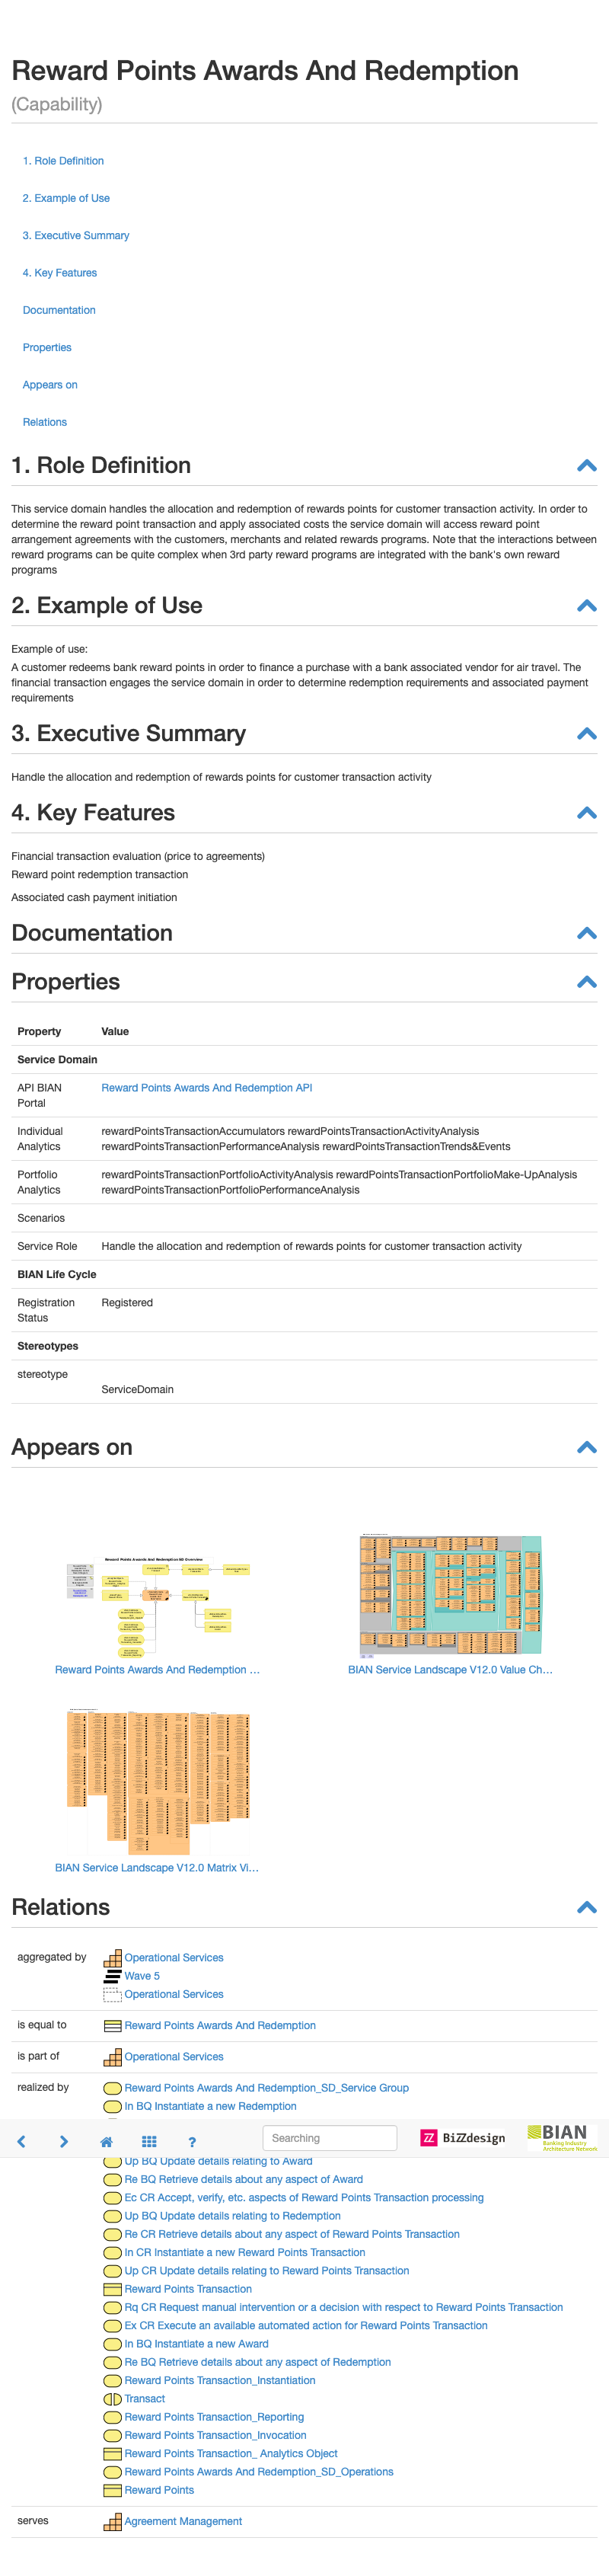 Reward Points Awards And Redemption
(Capability)
1. Role Definition
2. Example of Use
3. Executive Summary
4. Key Features
Documentation
Properties
Appears on
Relations
1. Role Definition
This service domain handles the allocation and redemption of rewards points for customer transaction activity. In order to
determine the reward point transaction and apply associated costs the service domain will access reward point
arrangement agreements with the customers, merchants and related rewards programs. Note that the interactions between
reward programs can be quite complex when 3rd party reward programs are integrated with the bank's own reward
programs
2. Example of Use
Example of use:
A customer redeems bank reward points in order to finance a purchase with a bank associated vendor for air travel. The
financial transaction engages the service domain in order to determine redemption requirements and associated payment
requirements
3. Executive Summary
Handle the allocation and redemption of rewards points for customer transaction activity
4. Key Features
Financial transaction evaluation (price to agreements)
Reward point redemption transaction
Associated cash payment initiation
Documentation
Properties
Property Value
Service Domain
API BIAN Portal Reward Points Awards And Redemption API
Individual Analytics rewardPointsTransactionAccumulators rewardPointsTransactionActivityAnalysis
rewardPointsTransactionPerformanceAnalysis rewardPointsTransactionTrends&Events
Portfolio Analytics rewardPointsTransactionPortfolioActivityAnalysis rewardPointsTransactionPortfolioMake-UpAnalysis
rewardPointsTransactionPortfolioPerformanceAnalysis
Scenarios
Service Role Handle the allocation and redemption of rewards points for customer transaction activity
BIAN Life Cycle
Registration Status Registered
Stereotypes
stereotype
ServiceDomain
Appears on
Reward Points Awards And Redemption SD Overview
Reward Points Awards And Redemption ...
BIAN Service Landscape V12.0 Value Ch...
BIAN Service Landscape V12.0 Matrix Vi...
Relations
aggregated by Operational Services
Wave 5
Operational Services
is equal to Reward Points Awards And Redemption
is part of Operational Services
realized by Reward Points Awards And Redemption_SD_Service Group
In BQ Instantiate a new Redemption
Searching BiZZdesign BIAN
Banking Industry
Architecture Network
Up BQ Update details relating to Award
Re BQ Retrieve details about any aspect of Award
Ec CR Accept, verify, etc. aspects of Reward Points Transaction processing
Up BQ Update details relating to Redemption
Re CR Retrieve details about any aspect of Reward Points Transaction
In CR Instantiate a new Reward Points Transaction
Up CR Update details relating to Reward Points Transaction
Reward Points Transaction
Rq CR Request manual intervention or a decision with respect to Reward Points Transaction
Ex CR Execute an available automated action for Reward Points Transaction
In BQ Instantiate a new Award
Re BQ Retrieve details about any aspect of Redemption
Reward Points Transaction_Instantiation
Transact
Reward Points Transaction_Reporting
Reward Points Transaction_Invocation
Reward Points Transaction_ Analytics Object
Reward Points Awards And Redemption_SD_Operations
Reward Points
serves Agreement Management